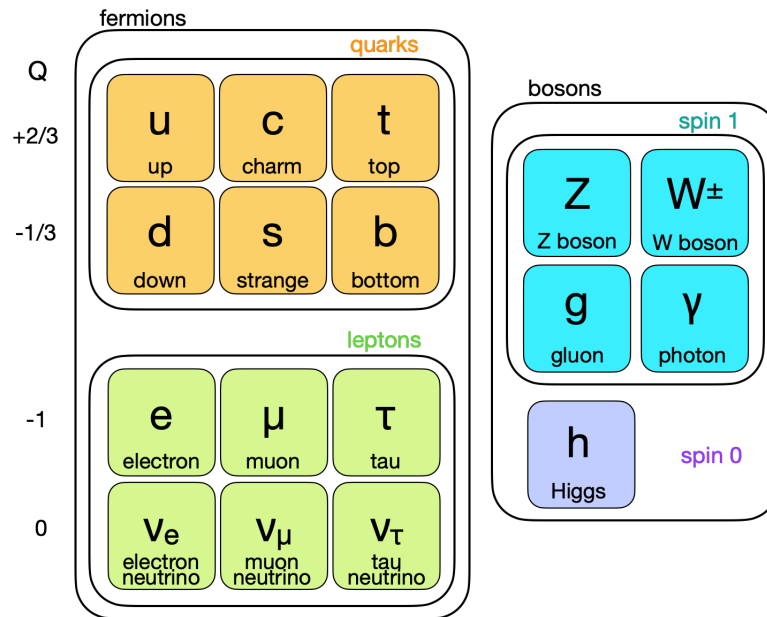 fermions
quarks
Q
+2/3
u
c
t
up
charm
top
-1/3
d
s
b
down
strange
bottom
leptons
-1
e
μ
τ
electron
muon
tau
0
νe
νμ
ντ
electron
neutrino
muon
neutrino
tau
neutrino
bosons
spin 1
Z
W±
Z boson
W boson
g
γ
gluon
photon
h
Higgs
spin 0